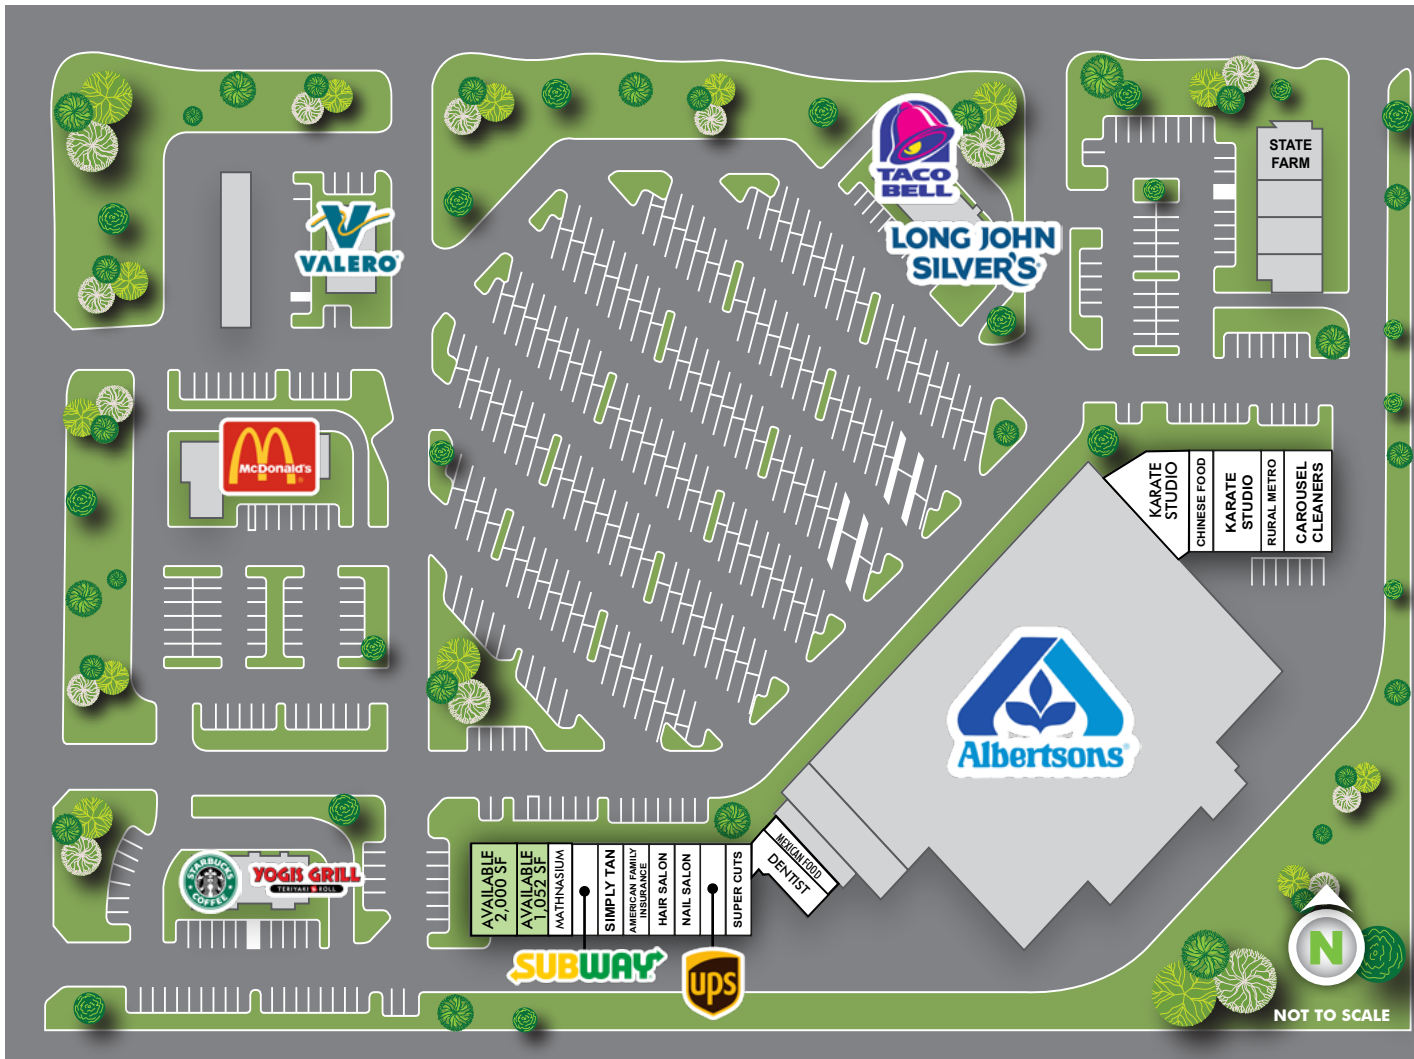 STATE
FARM
TACO
BELL
LONG JOHN
SILVER'S
VALERO
McDonald's
KARATE
STUDIO
CHINESE FOOD
KARATE
STUDIO
RURAL METRO
CAROUSEL
CLEANERS
Albertsons
STARBUCKS
COFFEE
YOGIS GRILL
TERIYAKI ROLL
AVAILABLE
2,000 SF
AVAILABLE
1,052 SF
MATHNASIUM
SIMPLY TAN
AMERICAN FAMILY
INSURANCE
HAIR SALON
NAIL SALON
SUPER CUTS
MEXICAN FOOD
DENTIST
SUBWAY
ups
N
NOT TO SCALE